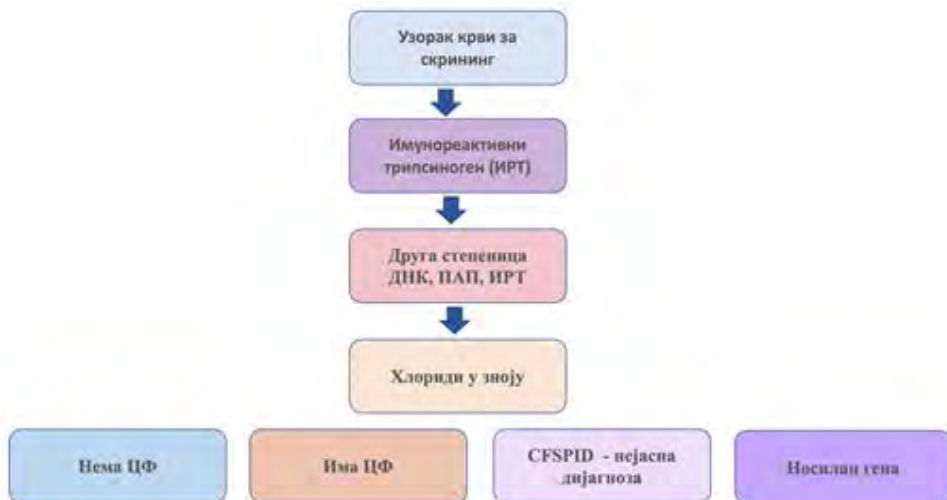 Узорак крви за
скрининг
Имунореактивни
трипсиноген (ИРТ)
Друга степеница
ДНК, ПАП, ИРТ
Хлориди у зноју
Нема ЦФ
Има ЦФ
CFSPID - нејасна
дијагноза
Носилац гена